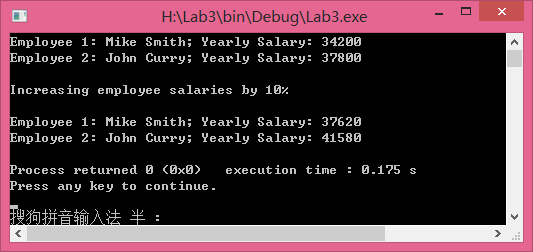 H:\Lab3\bin\Debug\Lab3.exe
Employee 1: Mike Smith; Yearly Salary: 34200
Employee 2: John Curry; Yearly Salary: 37800
Increasing employee salaries by 10%
Employee 1: Mike Smith; Yearly Salary: 37620
Employee 2: John Curry; Yearly Salary: 41580
Process returned 0 (0x0)   execution time : 0.175 s
Press any key to continue.
搜狗拼音输入法 半 :